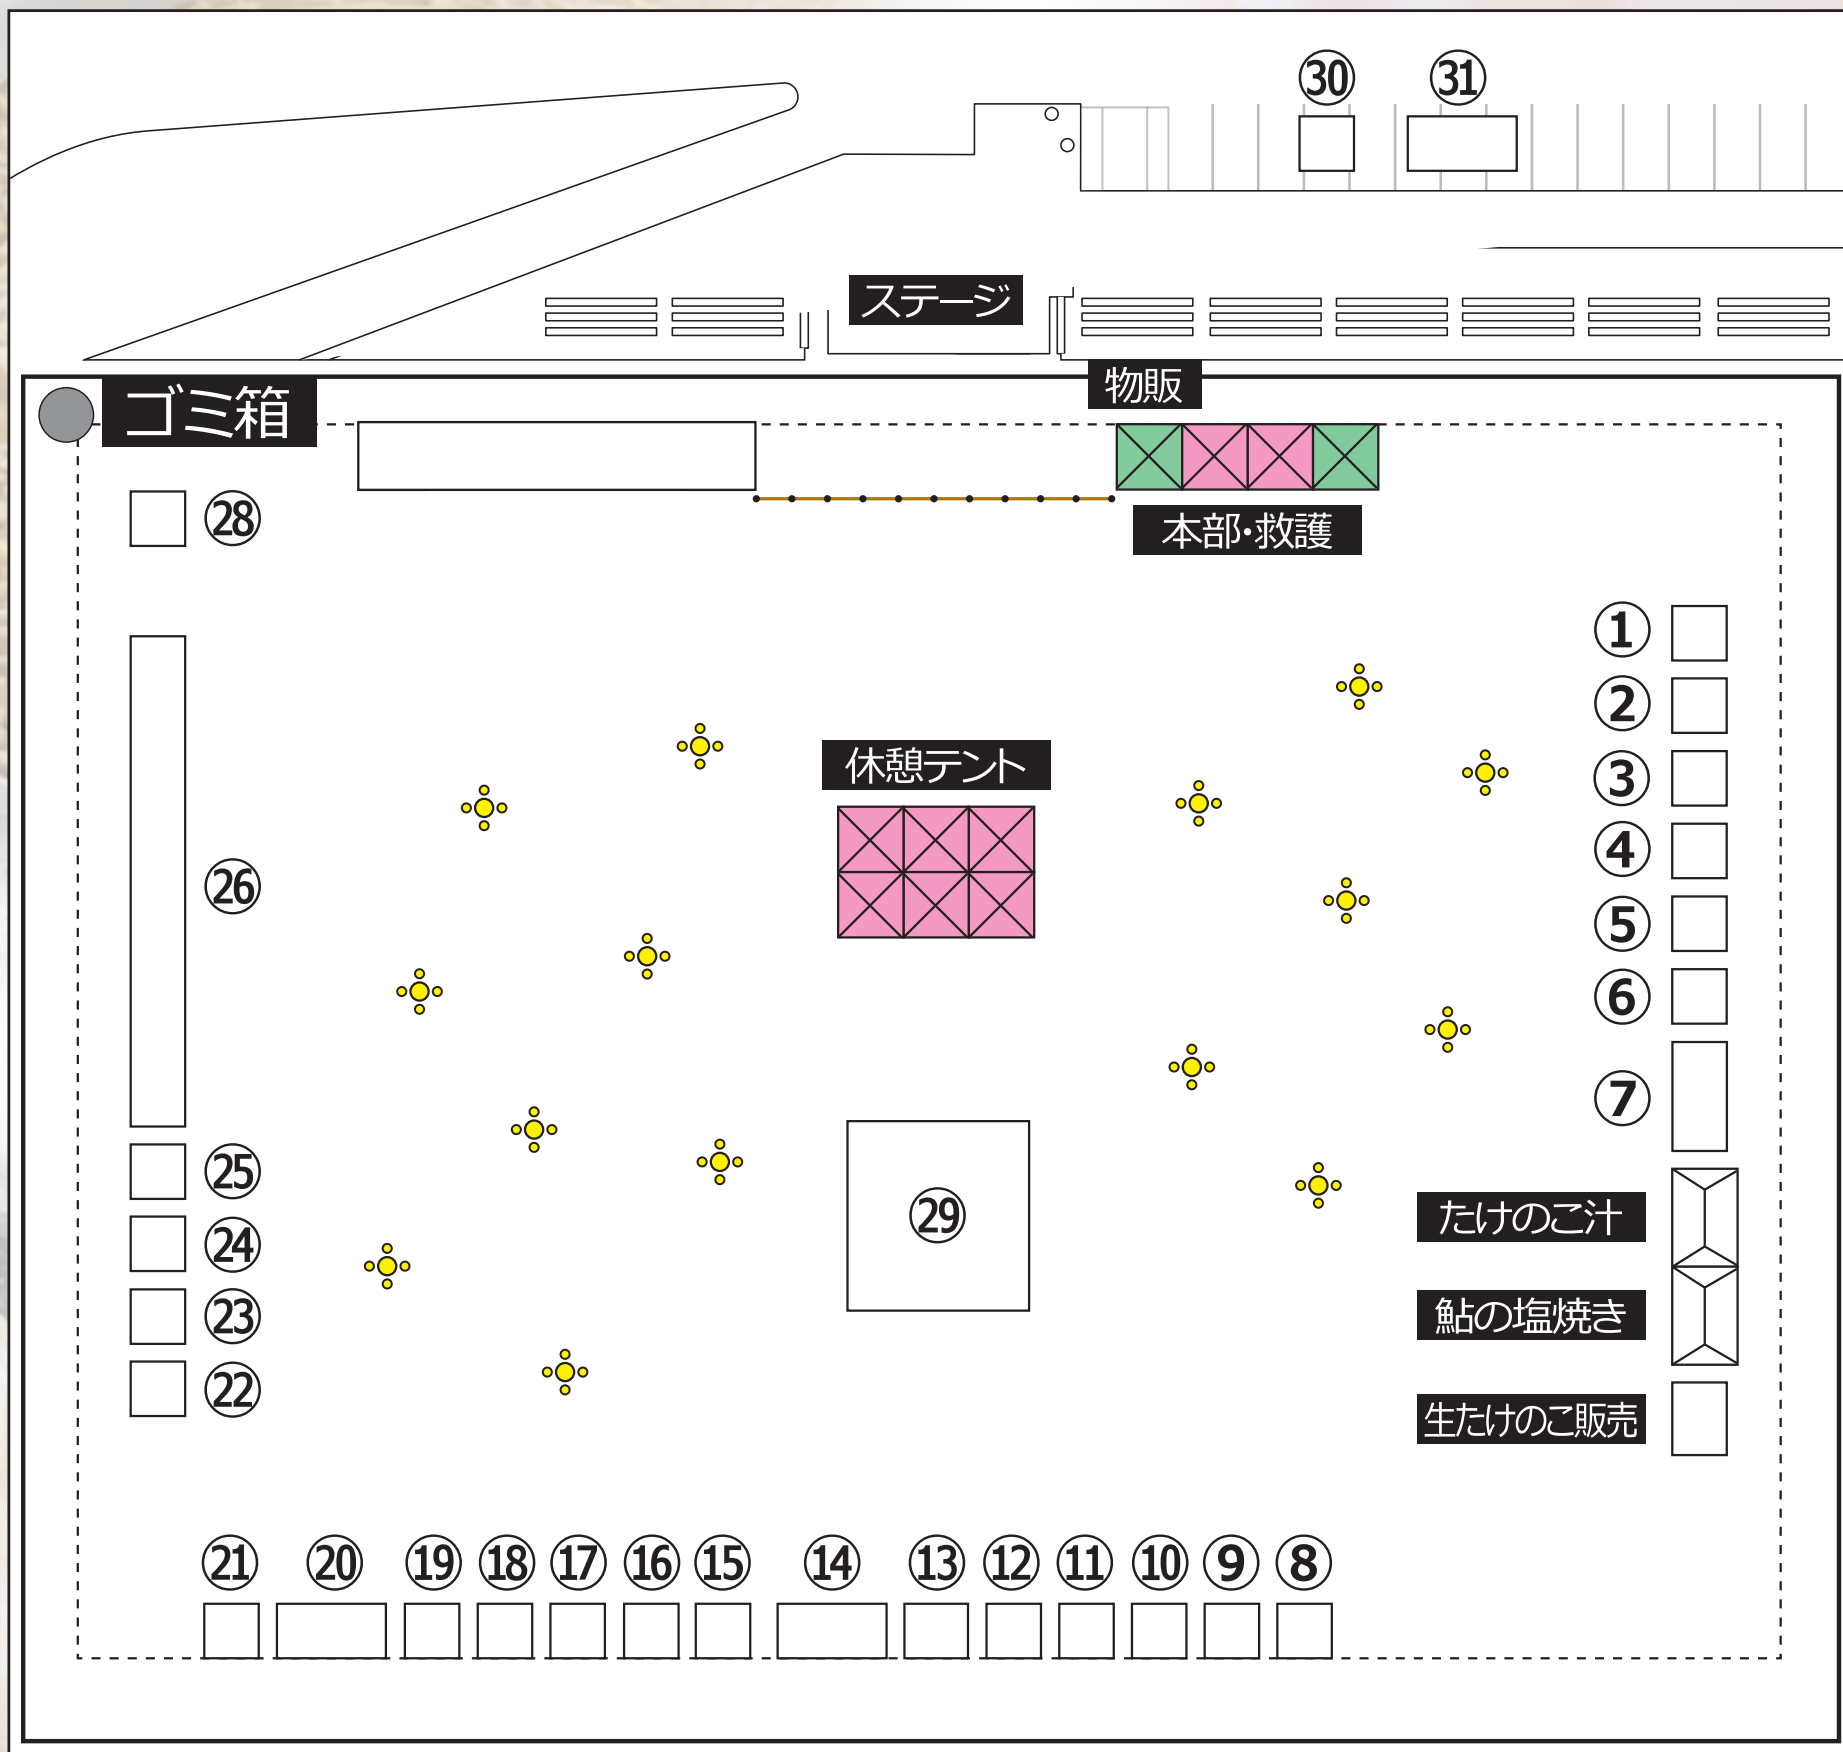 ㉚ ㉛
ステージ
物販
ゴミ箱
本部・救護
㉘
①
②
休憩テント
③
④
㉖
⑤
⑥
⑦
㉕
たけのこ汁
㉙
㉔
鮎の塩焼き
㉓
㉒
生たけのこ販売
㉑ ⑳ ⑲ ⑱ ⑰ ⑯ ⑮ ⑭ ⑬ ⑫ ⑪ ⑩ ⑨ ⑧